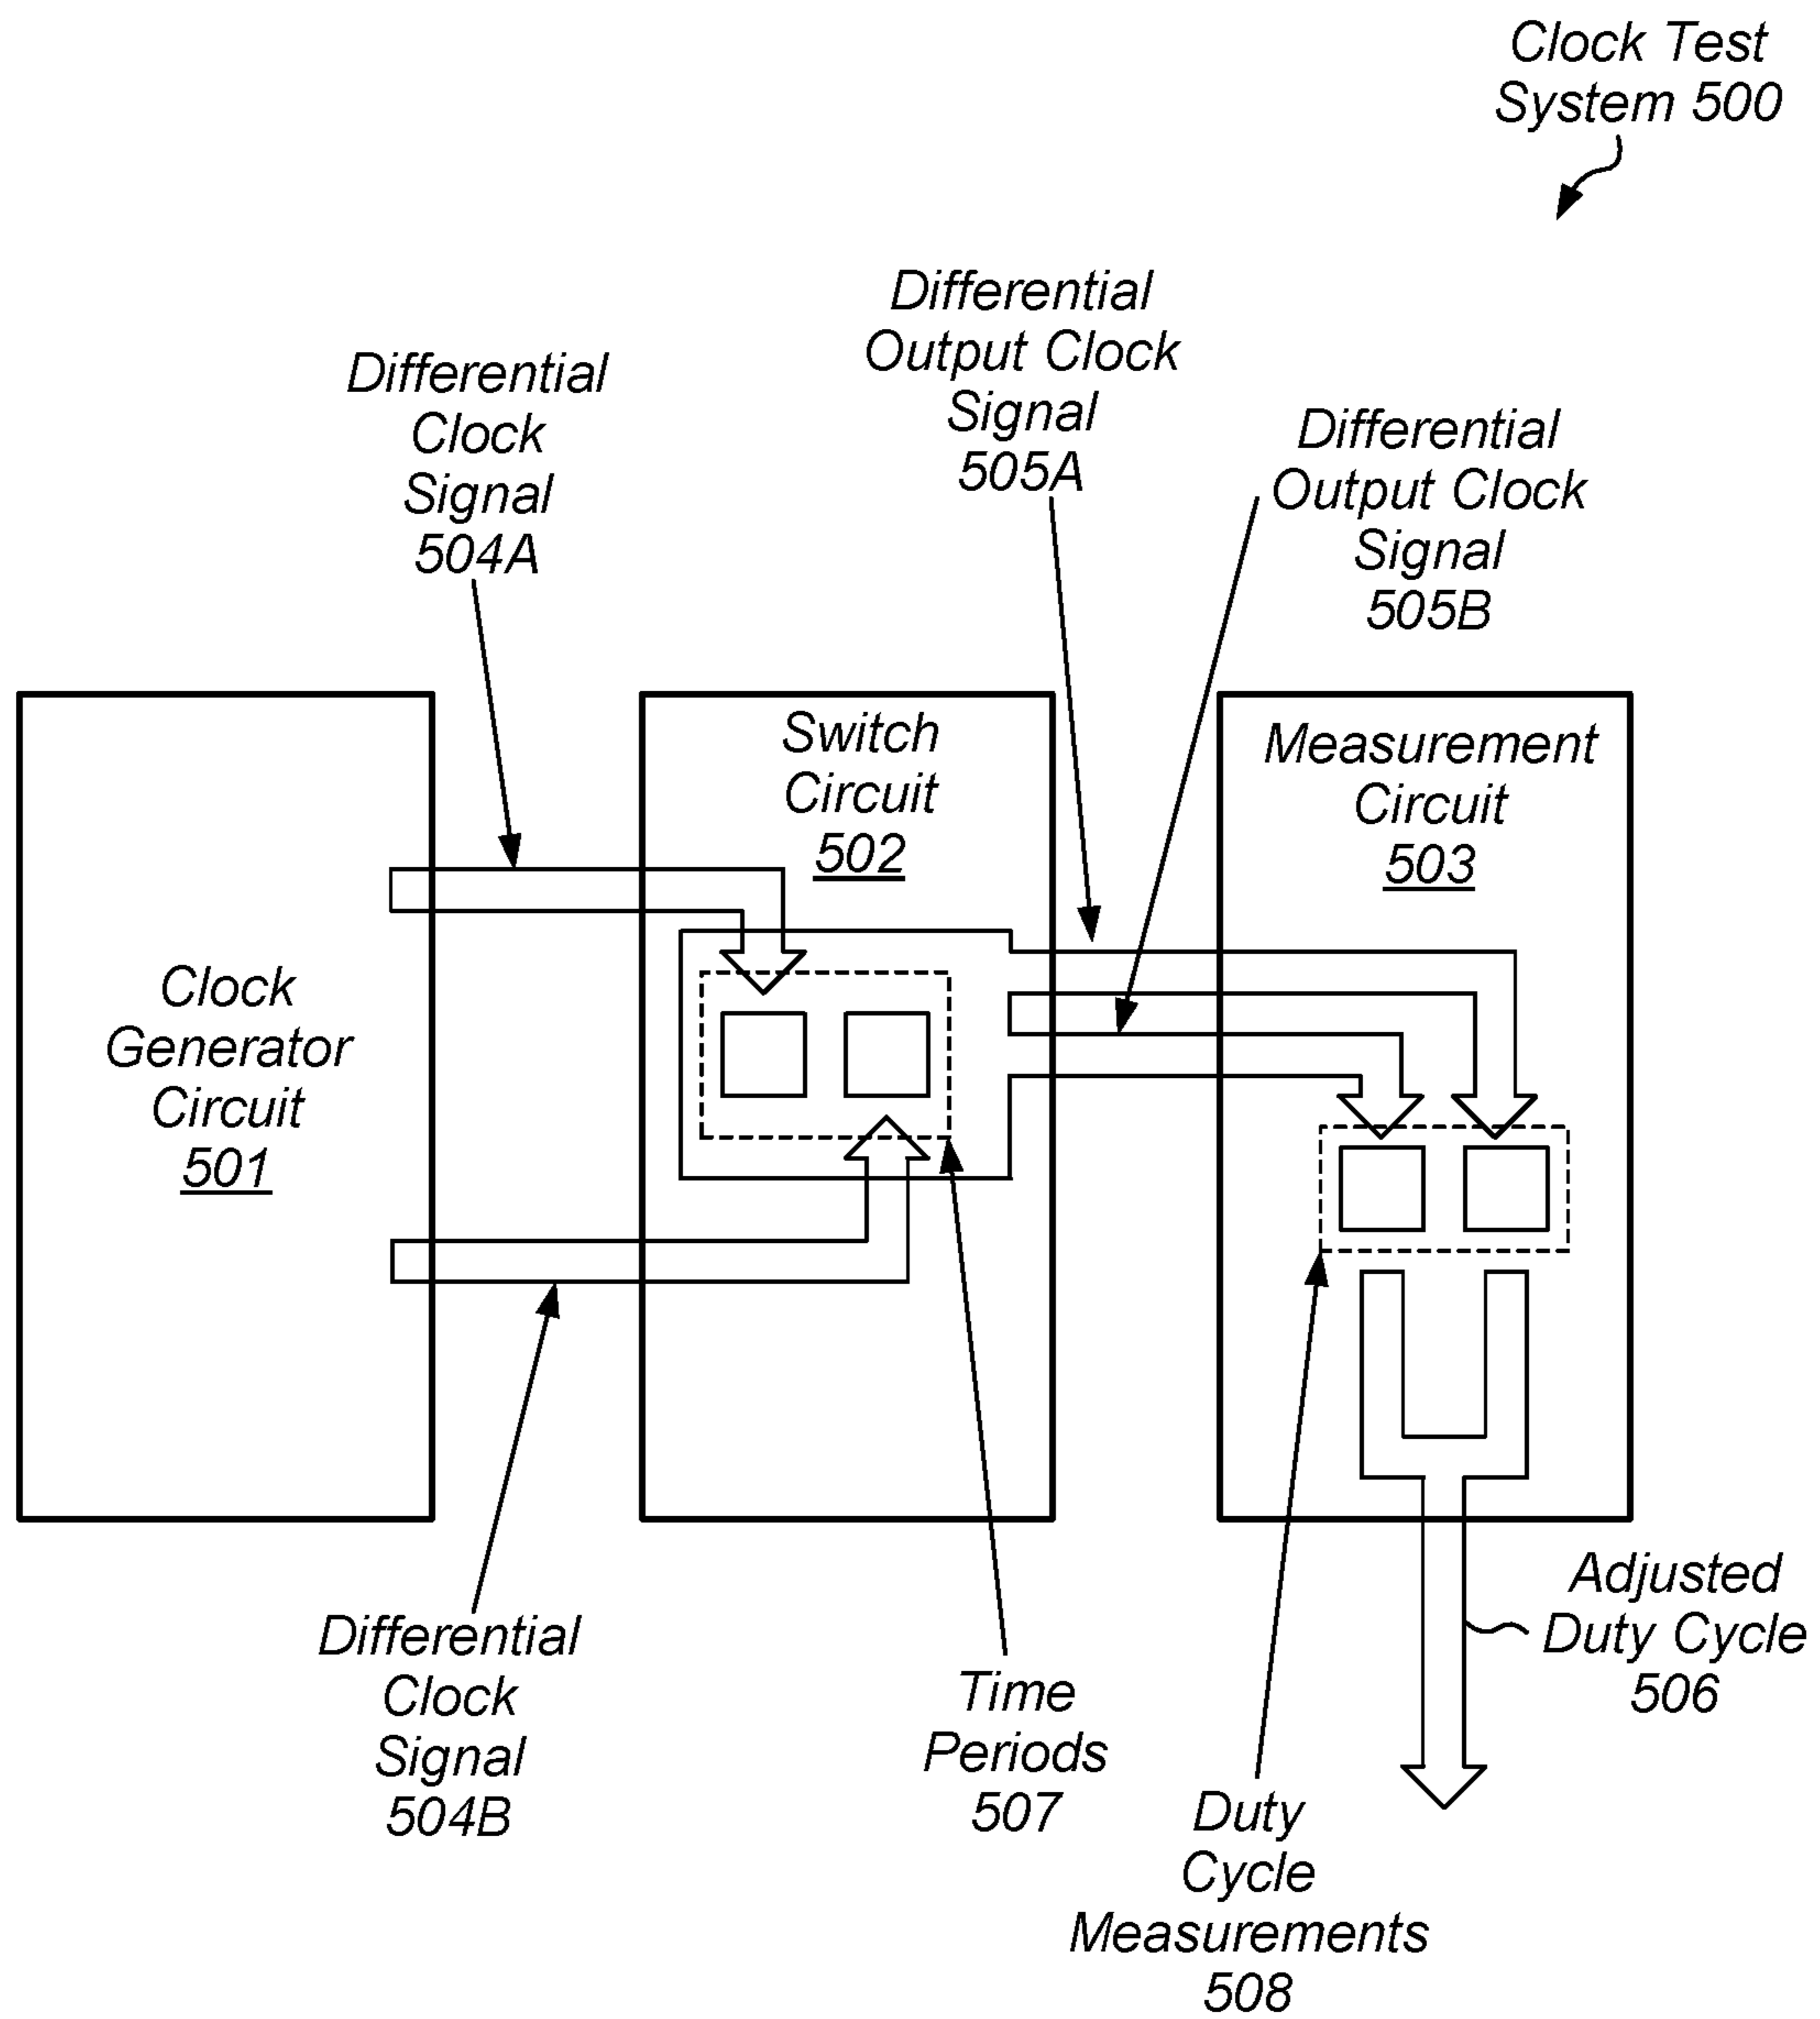 Clock Test
System 500
Differential
Output Clock
Signal
505A
Differential
Clock
Signal
504A
Differential
Output Clock
Signal
505B
Switch
Circuit
502
Measurement
Circuit
503
Clock
Generator
Circuit
501
Adjusted
Duty Cycle
506
Differential
Clock
Signal
504B
Time
Periods
507
Duty
Cycle
Measurements
508